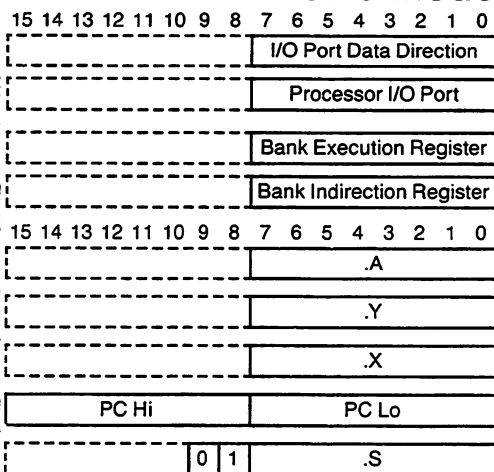 15 14 13 12 11 10 9 8 7 6 5 4 3 2 1 0
I/O Port Data Direction
Processor I/O Port
Bank Execution Register
Bank Indirection Register
15 14 13 12 11 10 9 8 7 6 5 4 3 2 1 0
.A
.Y
.X
PC Hi PC Lo
0 1 .S